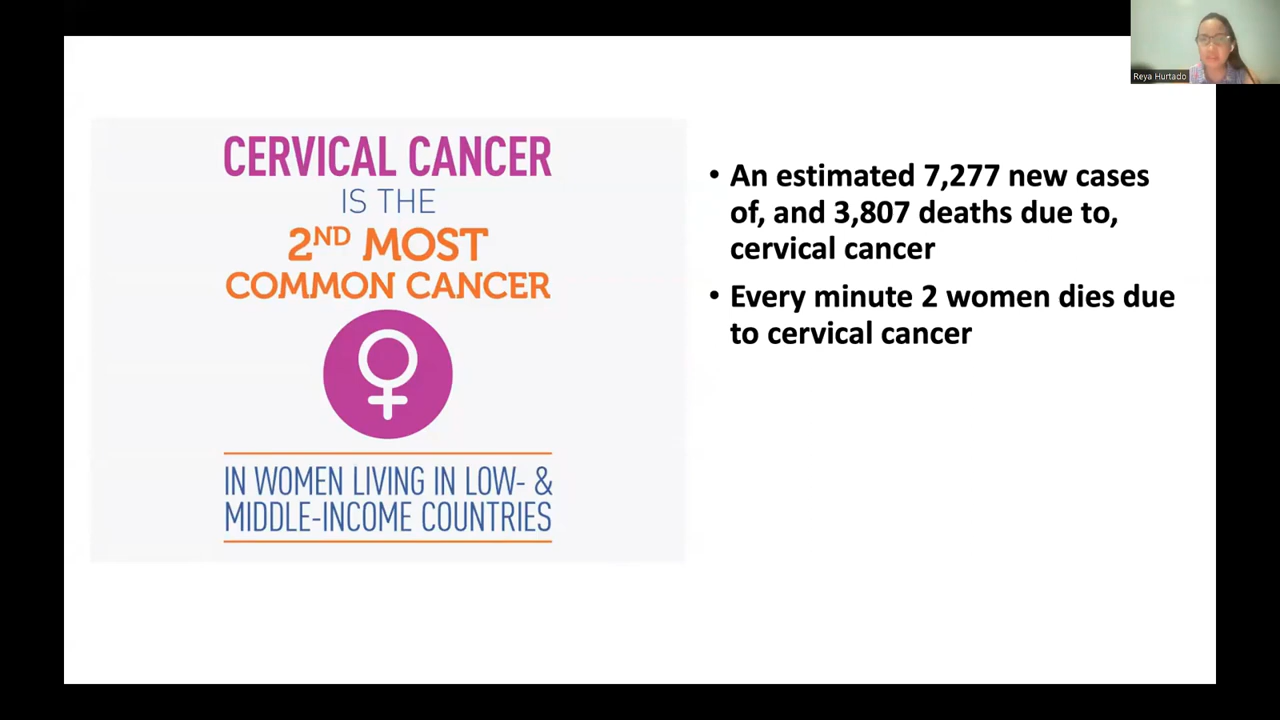 Reya Hurtado
CERVICAL CANCER
IS THE
2ND MOST
COMMON CANCER
IN WOMEN LIVING IN LOW- &
MIDDLE-INCOME COUNTRIES
• An estimated 7,277 new cases
of, and 3,807 deaths due to,
cervical cancer
• Every minute 2 women dies due
to cervical cancer